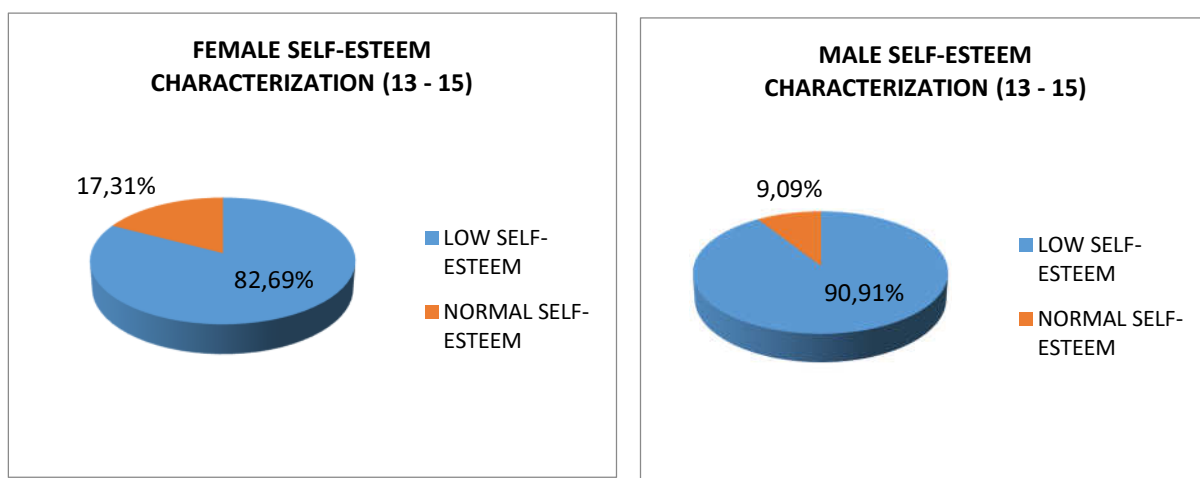 FEMALE SELF-ESTEEM
CHARACTERIZATION (13 - 15)
17,31%
82,69%
LOW SELF-
ESTEEM
NORMAL SELF-
ESTEEM
MALE SELF-ESTEEM
CHARACTERIZATION (13 - 15)
9,09%
90,91%
LOW SELF-
ESTEEM
NORMAL SELF-
ESTEEM